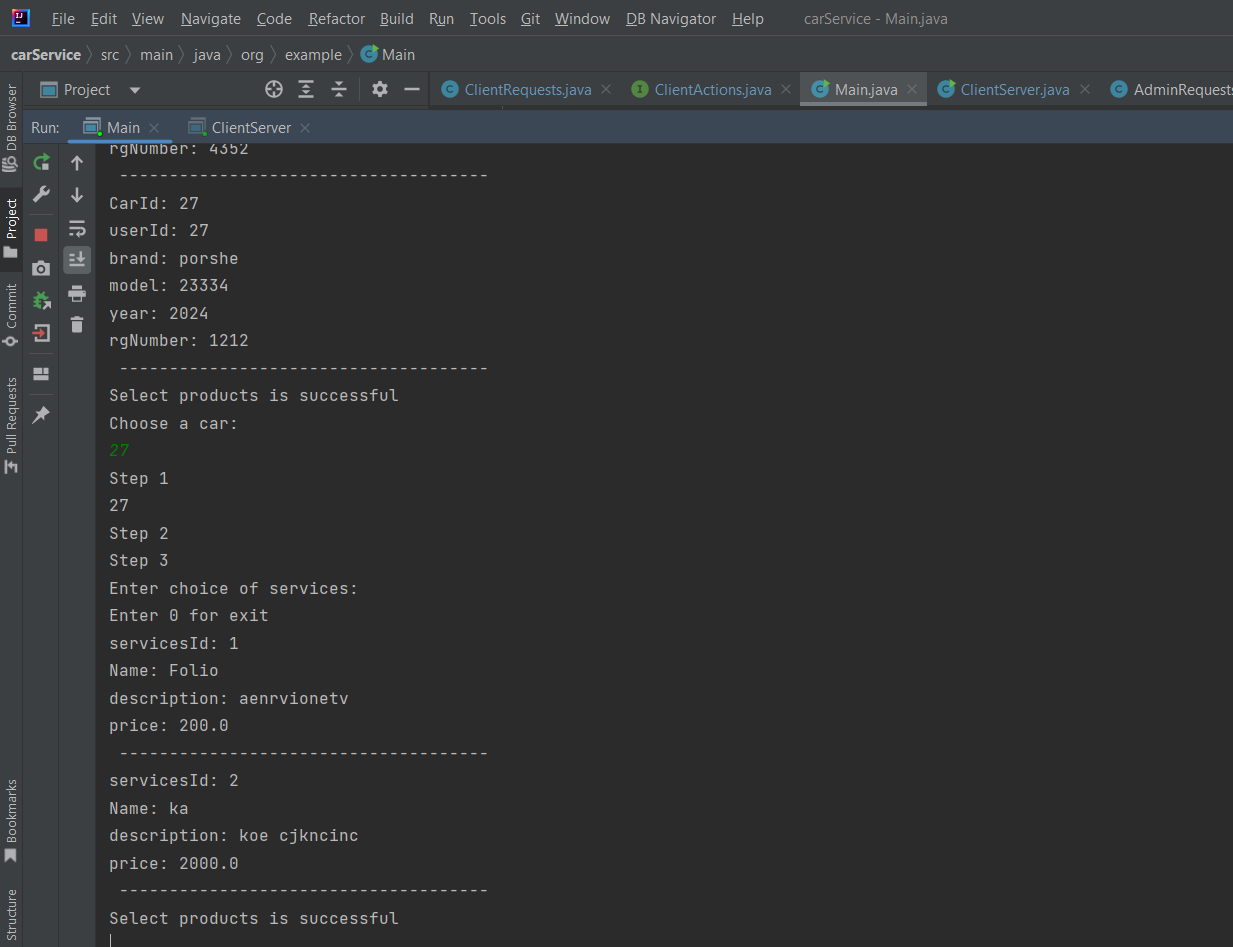 File Edit View Navigate Code Refactor Build Run Tools Git Window DB Navigator Help carService - Main.java
carService src main java org example Main
Project ClientRequests.java ClientActions.java Main.java ClientServer.java AdminRequests
Run: Main ClientServer
DB Browser
Project
Commit
Pull Requests
Bookmarks
Structure
rgNumber: 4352
-------------------------------------
CarId: 27
userId: 27
brand: porshe
model: 23334
year: 2024
rgNumber: 1212
-------------------------------------
Select products is successful
Choose a car:
27
Step 1
27
Step 2
Step 3
Enter choice of services:
Enter 0 for exit
servicesId: 1
Name: Folio
description: aenrvionetv
price: 200.0
-------------------------------------
servicesId: 2
Name: ka
description: koe cjkncinc
price: 2000.0
-------------------------------------
Select products is successful